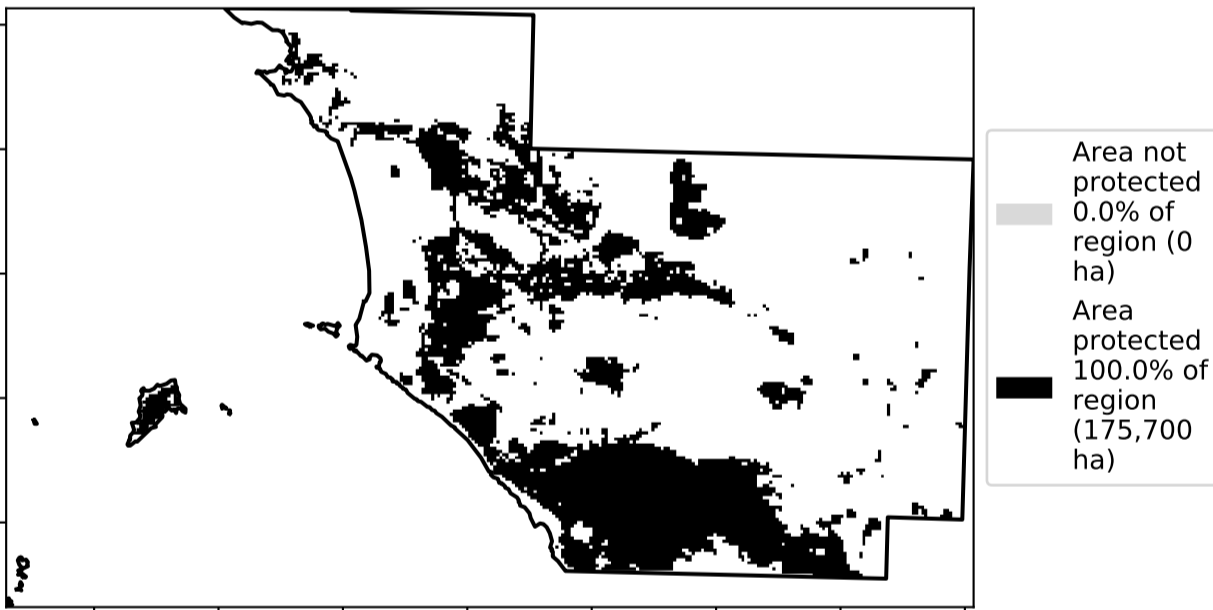 Area not
protected
0.0% of
region (0
ha)
Area
protected
100.0% of
region
(175,700
ha)